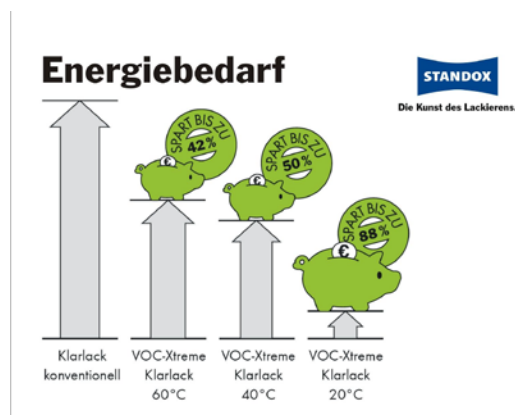 Energiebedarf
STANDOX
Die Kunst des Lackierens.
SPART BIS ZU
42%
€
SPART BIS ZU
50%
€
SPART BIS ZU
88%
€
Klarlack
konventionell
VOC-Xtreme
Klarlack
60°C
VOC-Xtreme
Klarlack
40°C
VOC-Xtreme
Klarlack
20°C